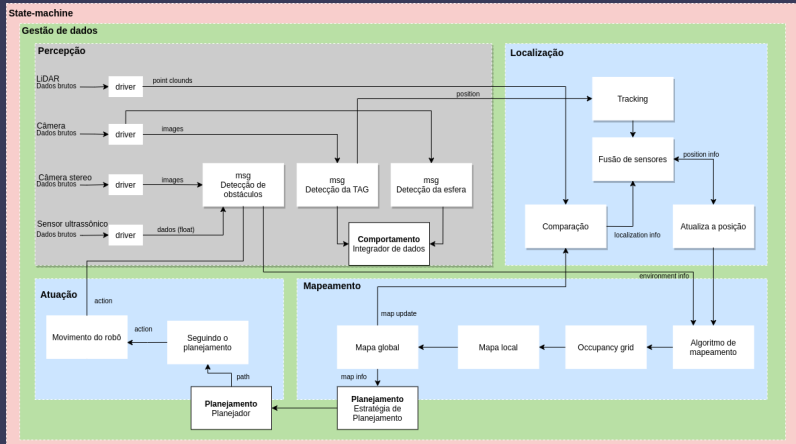 State-machine
Gestão de dados
Percepção
LiDAR
Dados brutos
driver
point clounds
Câmera
Dados brutos
driver
images
Câmera stereo
Dados brutos
driver
images
Sensor ultrassônico
Dados brutos
driver
dados (float)
msg
Detecção de
obstáculos
msg
Detecção da TAG
msg
Detecção da esfera
Comportamento
Integrador de dados
position
Localização
Tracking
Fusão de sensores
position info
Comparação
localization info
Atualiza a posição
environment info
Atuação
action
Movimento do robô
action
Seguindo o
planejamento
path
Planejamento
Planejador
Mapeamento
map update
Mapa global
Mapa local
Occupancy grid
Algoritmo de
mapeamento
map info
Planejamento
Estratégia de
Planejamento